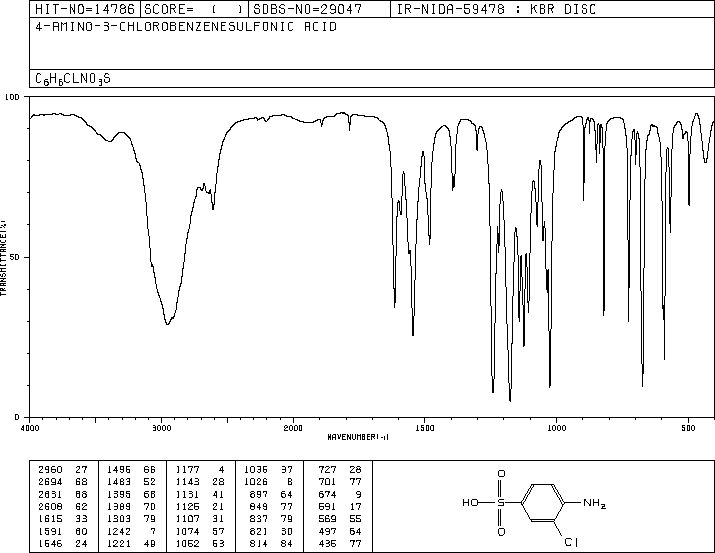 HIT-NO=14786 SCORE= ( ) SDBS-NO=29047 IR-NIDA-59478 : KBR DISC
4-AMINO-3-CHLOROBENZENESULFONIC ACID
C6H6CLNO3S
100
50
0
TRANSMITTANCE(%)
4000 3000 2000 1500 1000 500
WAVENUMBER(-1)
2960 27 1496 66 1177 4 1036 37 727 28
2694 68 1483 52 1143 28 1026 8 701 77
2631 68 1395 68 1131 41 897 64 674 9
2608 62 1389 70 1125 21 849 77 591 17
1615 33 1303 79 1107 31 837 79 569 55
1591 60 1242 7 1074 57 821 30 497 64
1546 24 1221 49 1052 53 814 84 435 77
O
HO S NH2
O
Cl